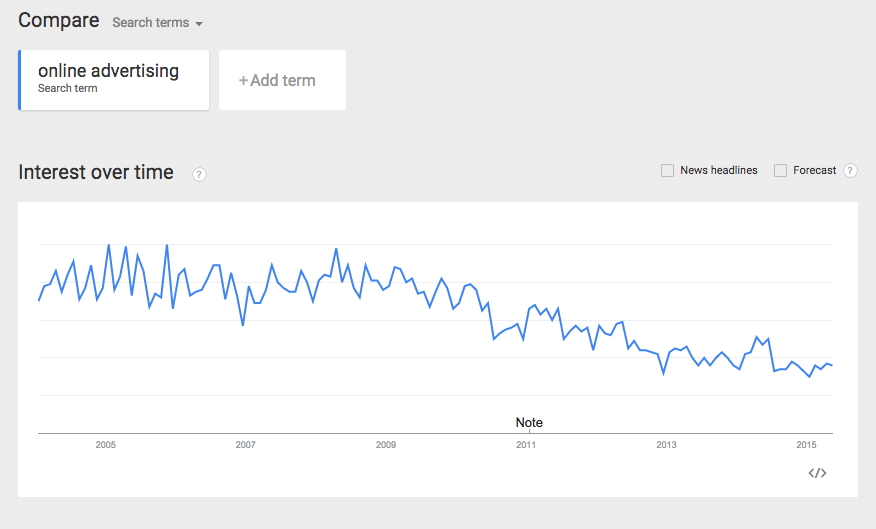 Compare Search terms
online advertising
Search term
+ Add term
Interest over time ?
News headlines Forecast ?
Note
2005 2007 2009 2011 2013 2015
</>